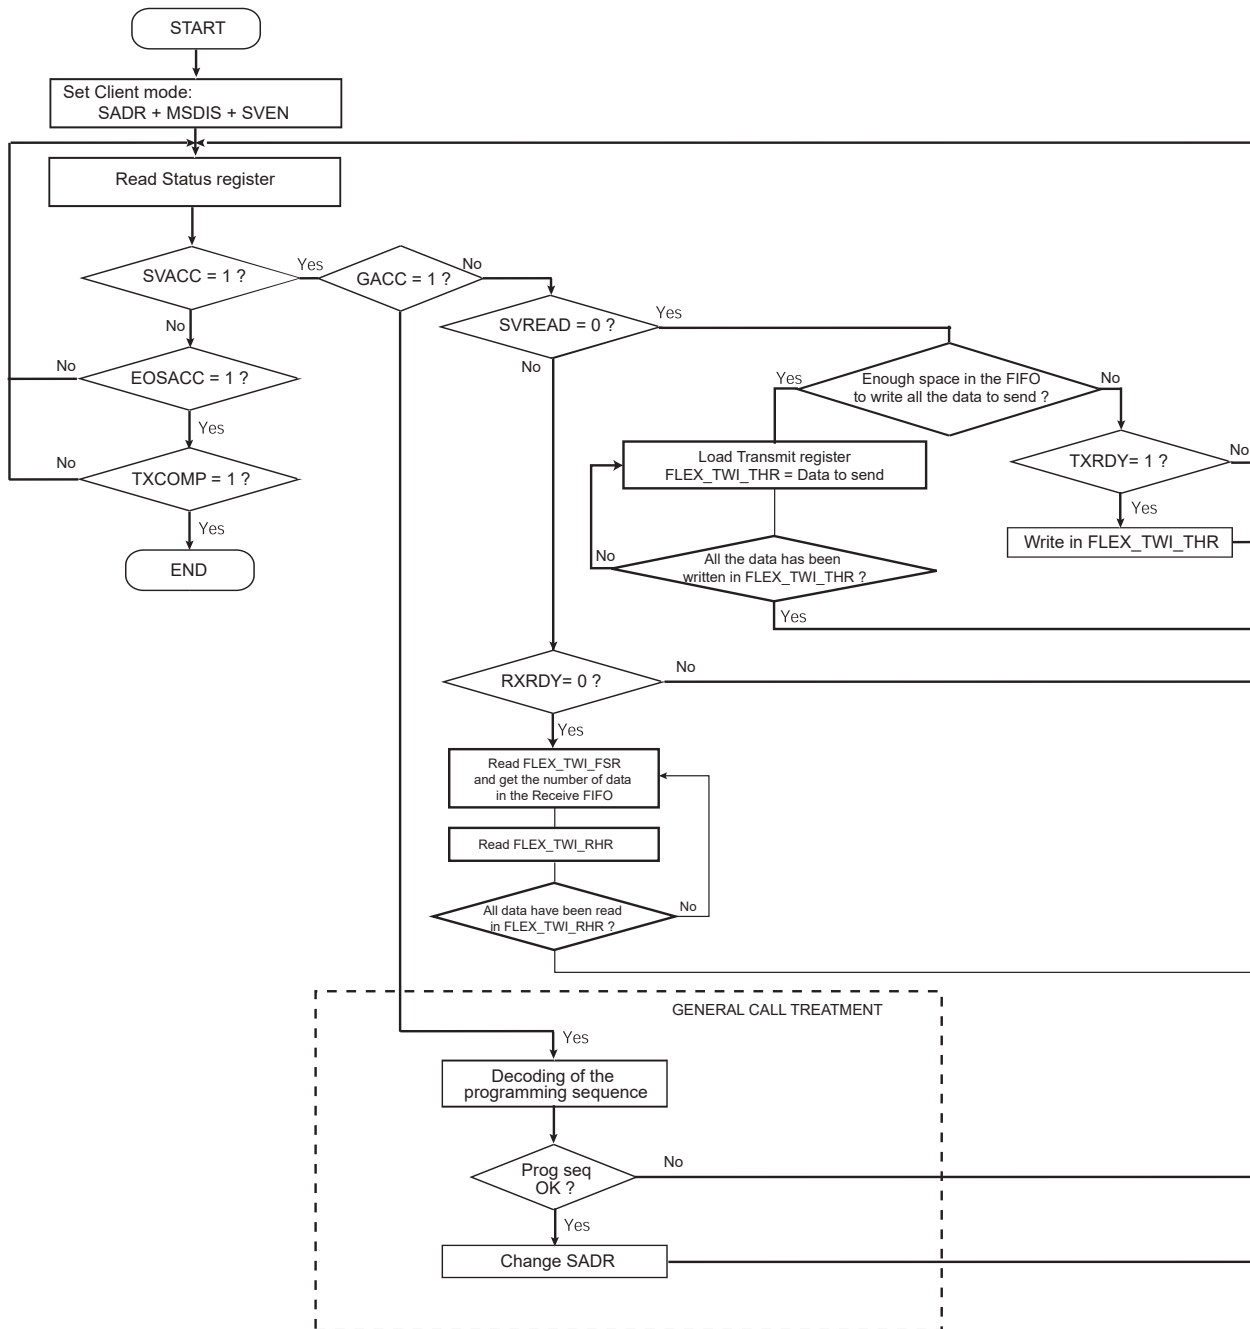 START
Set Client mode:
SADR + MSDIS + SVEN
Read Status register
SVACC = 1 ?
Yes
GACC = 1 ?
No
SVREAD = 0 ?
Yes
No
No
EOSACC = 1 ?
No
Yes
Enough space in the FIFO
to write all the data to send ?
Yes
No
TXCOMP = 1 ?
No
Yes
END
Load Transmit register
FLEX_TWI_THR = Data to send
TXRDY= 1 ?
No
Yes
Write in FLEX_TWI_THR
All the data has been
written in FLEX_TWI_THR ?
No
Yes
RXRDY= 0 ?
No
Yes
Read FLEX_TWI_FSR
and get the number of data
in the Receive FIFO
Read FLEX_TWI_RHR
All data have been read
in FLEX_TWI_RHR ?
No
GENERAL CALL TREATMENT
Yes
Decoding of the
programming sequence
Prog seq
OK ?
No
Yes
Change SADR